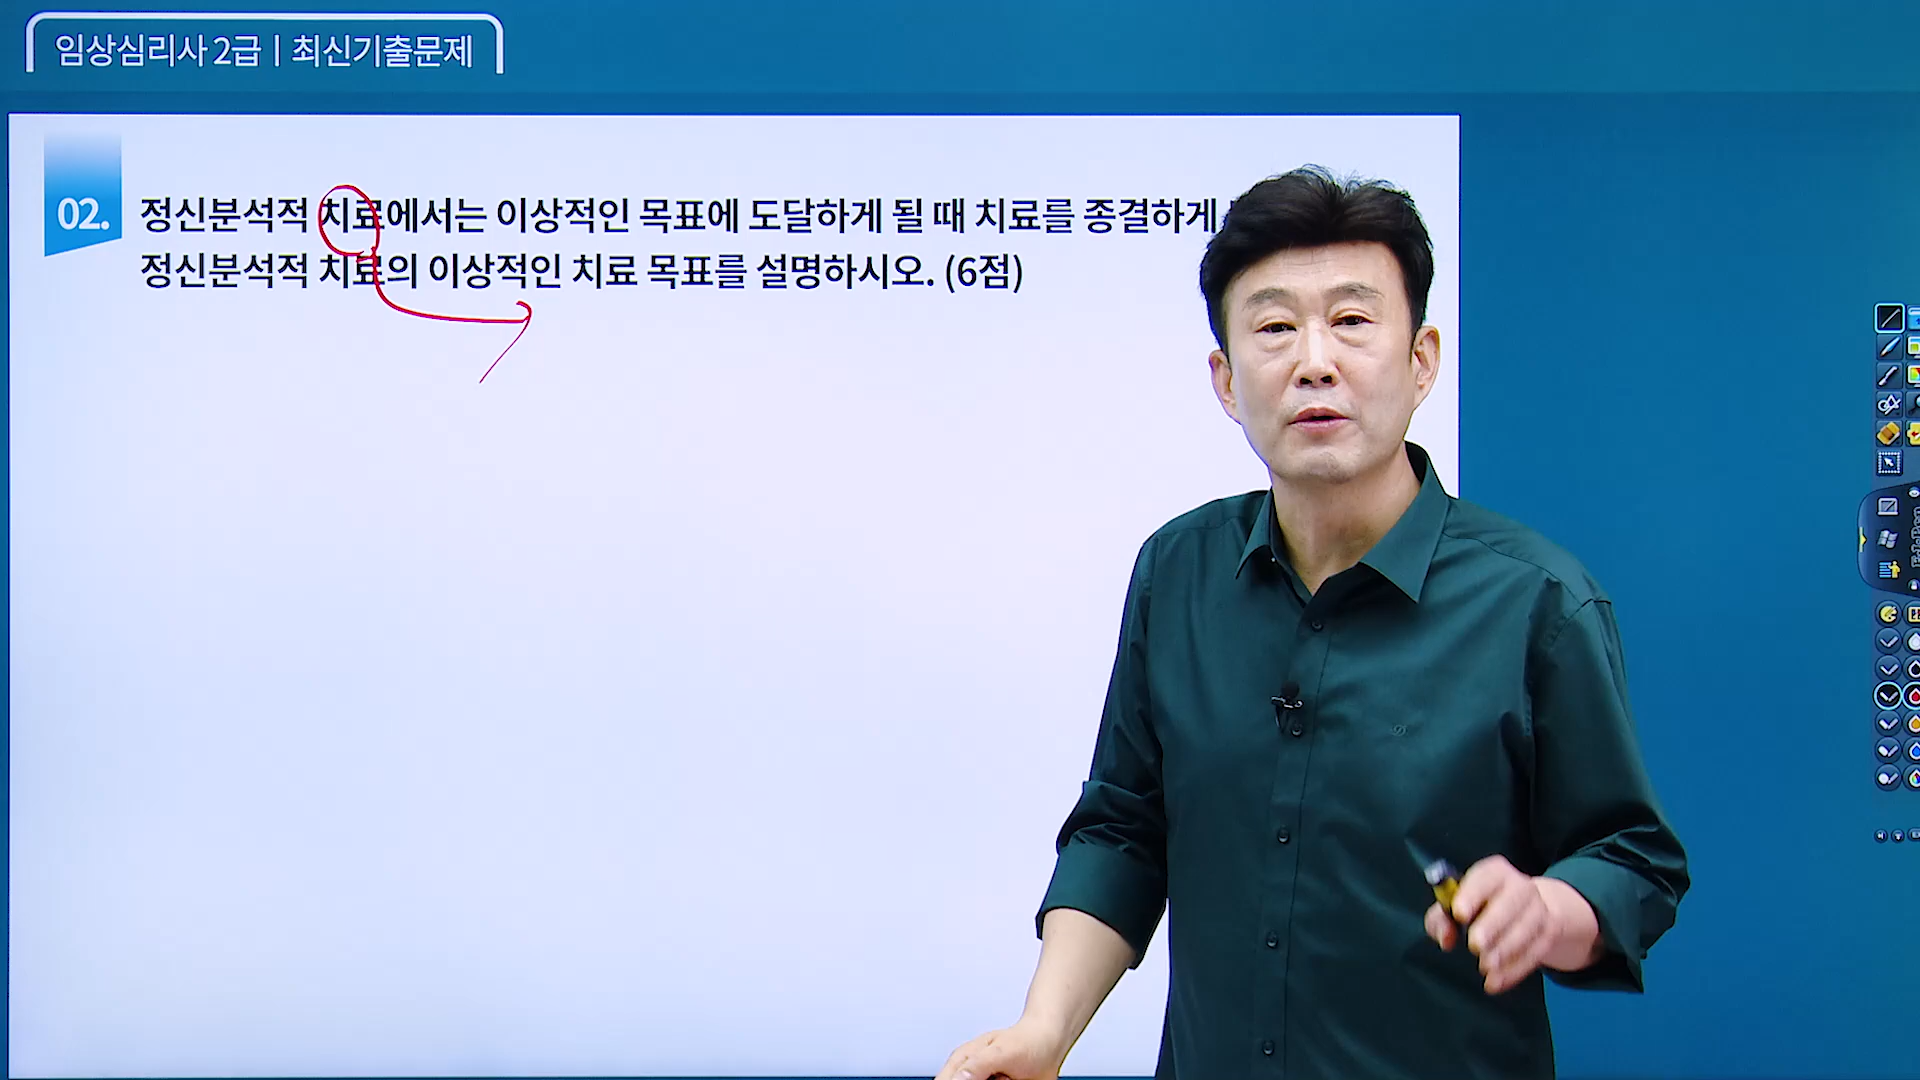 임상심리사 2급 | 최신기출문제
02. 정신분석적 치료에서는 이상적인 목표에 도달하게 될 때 치료를 종결하게
정신분석적 치료의 이상적인 치료 목표를 설명하시오. (6점)